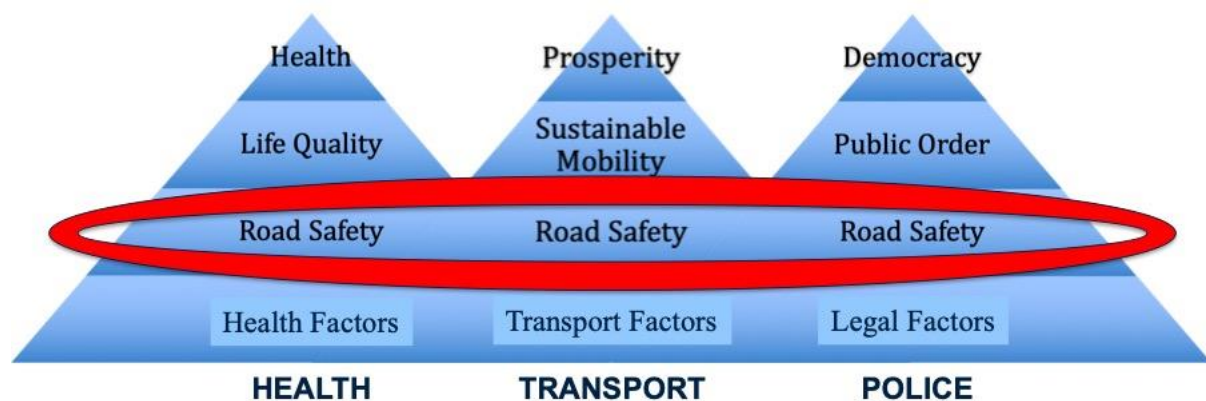 Health Prosperity Democracy
Life Quality Sustainable Mobility Public Order
Road Safety Road Safety Road Safety
Health Factors Transport Factors Legal Factors
HEALTH TRANSPORT POLICE